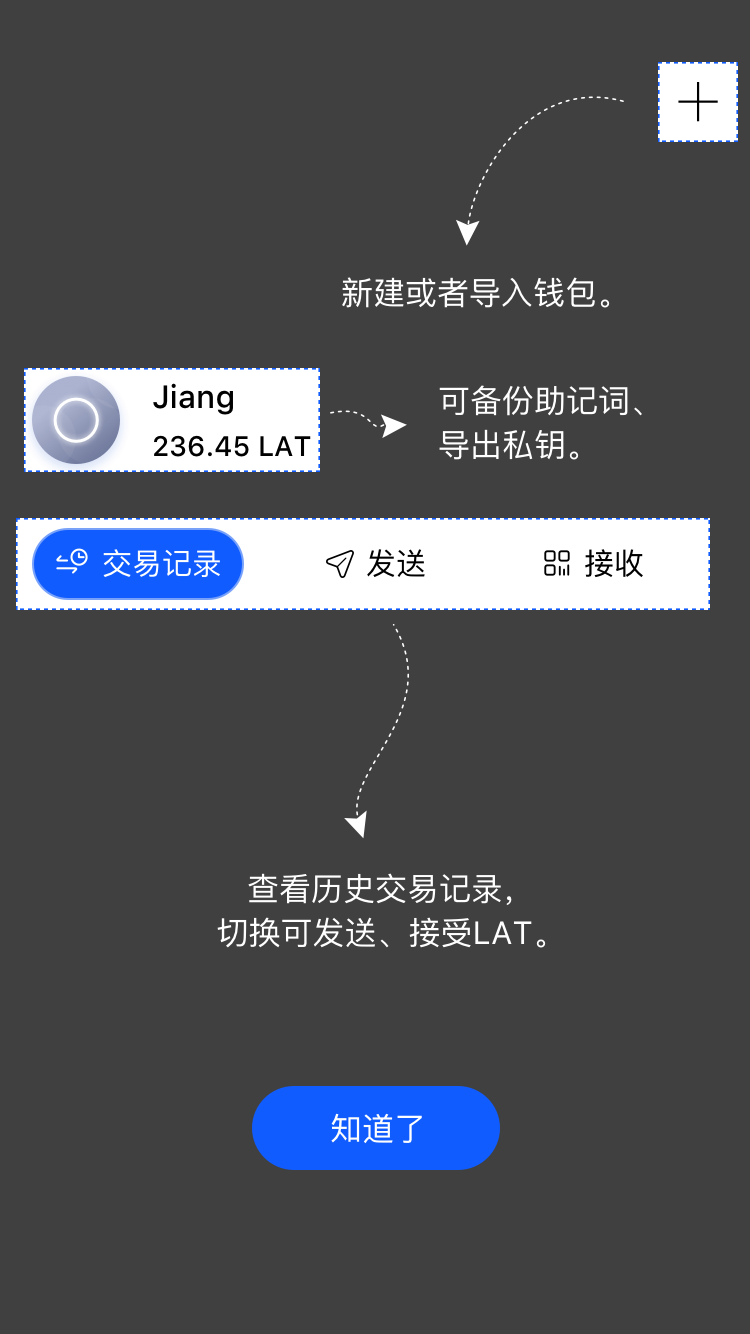 新建或者导入钱包。
Jiang
236.45 LAT
可备份助记词、
导出私钥。
交易记录 发送 接收
查看历史交易记录，
切换可发送、接受LAT。
知道了